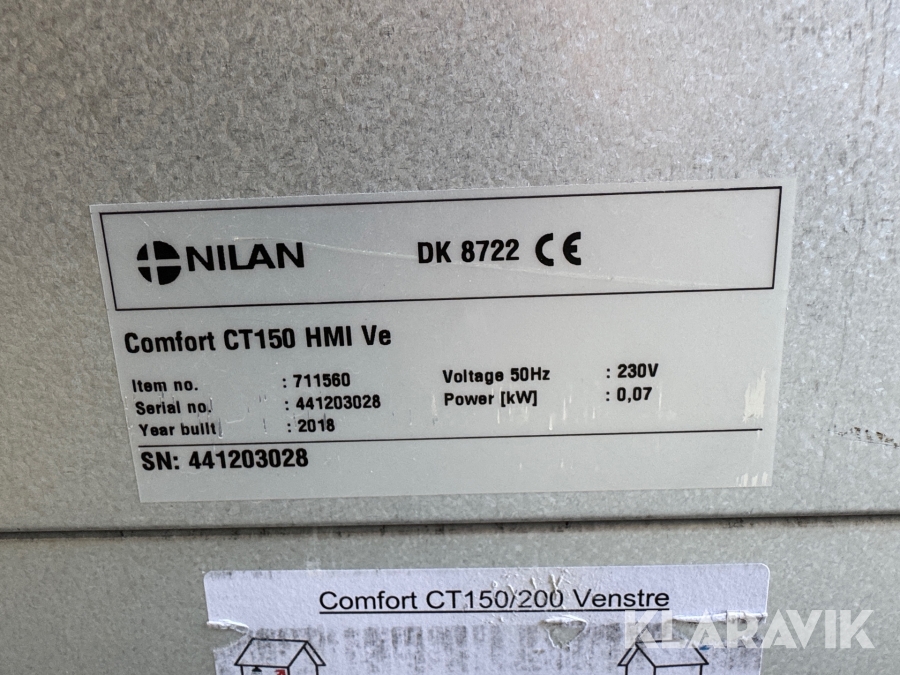 NILAN DK 8722 CE
Comfort CT150 HMI Ve
Item no. : 711560 Voltage 50Hz : 230V
Serial no. : 441203028 Power [kW] : 0,07
Year built : 2018
SN: 441203028
Comfort CT150/200 Venstre
KLARAVIK